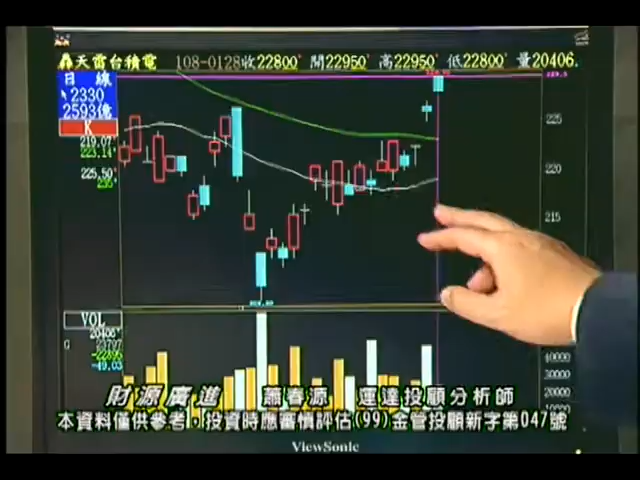 天雷台積電 108-0128收22800 開22950 高22950 低22800 量20406.
日 線
2330
2593億
K
219.07
223.14
225.50
235
225
220
215
VOL
20406
G 23797
-22895
-49.03
40000
30000
20000
10000
財源廣進 蕭春源 運達投顧分析師
本資料僅供參考，投資時應審慎評估(99)金管投顧新字第047號
ViewSonic